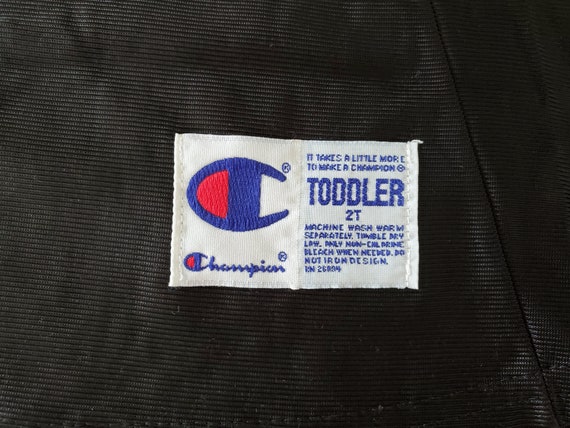 ®
Champion
IT TAKES A LITTLE MORE
TO MAKE A CHAMPION®
TODDLER
2T
MACHINE WASH WARM
SEPARATELY. TUMBLE DRY
LOW. ONLY NON-CHLORINE
BLEACH WHEN NEEDED. DO
NOT IRON DESIGN.
RN 26094